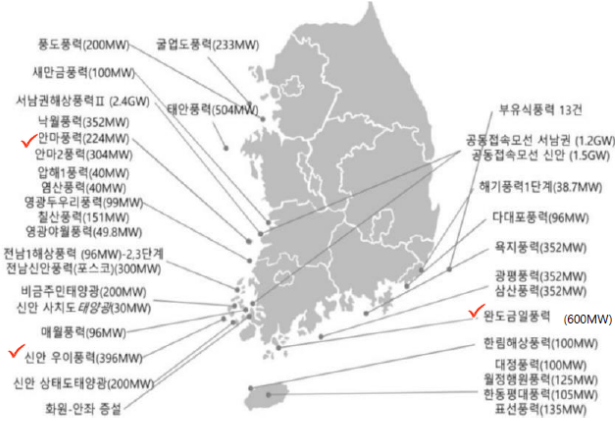 풍도풍력(200MW)
굴업도풍력(233MW)
새만금풍력(100MW)
서남권해상풍력Ⅱ (2.4GW)
태안풍력(504MW)
낙월풍력(352MW)
안마풍력(224MW)
안마2풍력(304MW)
압해1풍력(40MW)
염산풍력(40MW)
영광두우리풍력(99MW)
칠산풍력(151MW)
영광야월풍력(49.8MW)
전남1해상풍력 (96MW)-2,3단계
전남신안풍력(포스코)(300MW)
비금주민태양광(200MW)
신안 사치도태양광(30MW)
매월풍력(96MW)
신안 우이풍력(396MW)
신안 상태도태양광(200MW)
화원-안좌 증설
부유식풍력 13건
공동접속모선 서남권 (1.2GW)
공동접속모선 신안 (1.5GW)
해기풍력1단계(38.7MW)
다대포풍력(96MW)
욕지풍력(352MW)
광평풍력(352MW)
삼산풍력(352MW)
완도금일풍력 (600MW)
한림해상풍력(100MW)
대정풍력(100MW)
월정행원풍력(125MW)
한동평대풍력(105MW)
표선풍력(135MW)